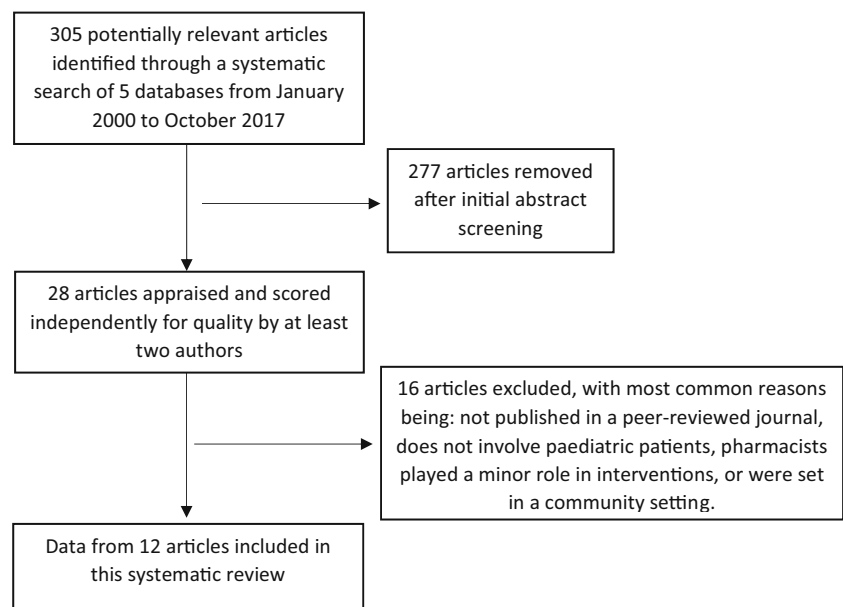 305 potentially relevant articles
identified through a systematic
search of 5 databases from January
2000 to October 2017
277 articles removed
after initial abstract
screening
28 articles appraised and scored
independently for quality by at least
two authors
16 articles excluded, with most common reasons
being: not published in a peer-reviewed journal,
does not involve paediatric patients, pharmacists
played a minor role in interventions, or were set
in a community setting.
Data from 12 articles included in
this systematic review